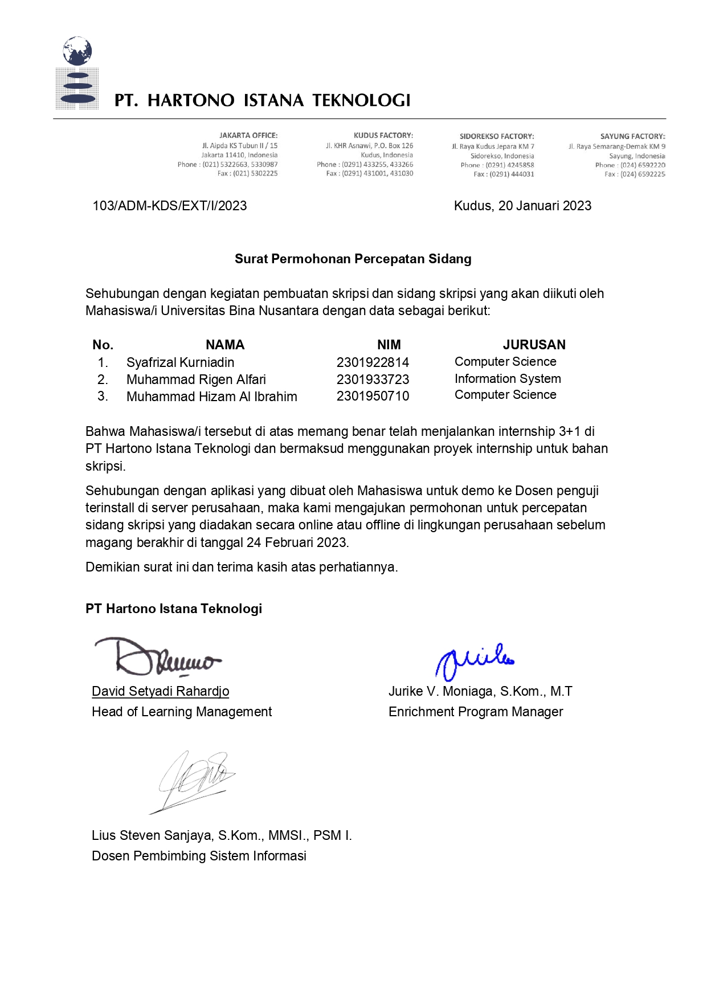 PT. HARTONO ISTANA TEKNOLOGI
JAKARTA OFFICE:
Jl. Aipda KS Tubun II / 15
Jakarta 11410, Indonesia
Phone : (021) 5322663, 5330987
Fax : (021) 5302225
KUDUS FACTORY:
Jl. KHR Asnawi, P.O. Box 126
Kudus, Indonesia
Phone : (0291) 433255, 433266
Fax : (0291) 431001, 431030
SIDOREKSO FACTORY:
Jl. Raya Kudus Jepara KM 7
Sidorekso, Indonesia
Phone : (0291) 4245858
Fax : (0291) 444031
SAYUNG FACTORY:
Jl. Raya Semarang-Demak KM 9
Sayung, Indonesia
Phone : (024) 6592220
Fax : (024) 6592225
103/ADM-KDS/EXT/I/2023 Kudus, 20 Januari 2023
Surat Permohonan Percepatan Sidang
Sehubungan dengan kegiatan pembuatan skripsi dan sidang skripsi yang akan diikuti oleh
Mahasiswa/i Universitas Bina Nusantara dengan data sebagai berikut:
No. NAMA NIM JURUSAN
1. Syafrizal Kurniadin 2301922814 Computer Science
2. Muhammad Rigen Alfari 2301933723 Information System
3. Muhammad Hizam Al Ibrahim 2301950710 Computer Science
Bahwa Mahasiswa/i tersebut di atas memang benar telah menjalankan internship 3+1 di
PT Hartono Istana Teknologi dan bermaksud menggunakan proyek internship untuk bahan
skripsi.
Sehubungan dengan aplikasi yang dibuat oleh Mahasiswa untuk demo ke Dosen penguji
terinstall di server perusahaan, maka kami mengajukan permohonan untuk percepatan
sidang skripsi yang diadakan secara online atau offline di lingkungan perusahaan sebelum
magang berakhir di tanggal 24 Februari 2023.
Demikian surat ini dan terima kasih atas perhatiannya.
PT Hartono Istana Teknologi
David Setyadi Rahardjo Jurike V. Moniaga, S.Kom., M.T
Head of Learning Management Enrichment Program Manager
Lius Steven Sanjaya, S.Kom., MMSI., PSM I.
Dosen Pembimbing Sistem Informasi